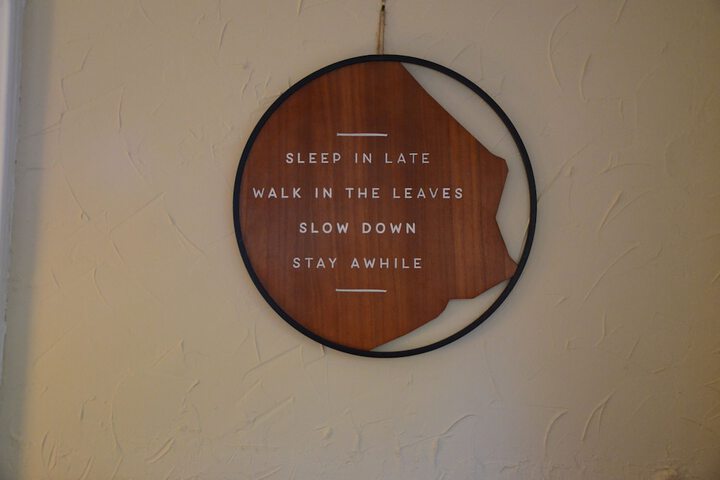 SLEEP IN LATE
WALK IN THE LEAVES
SLOW DOWN
STAY AWHILE